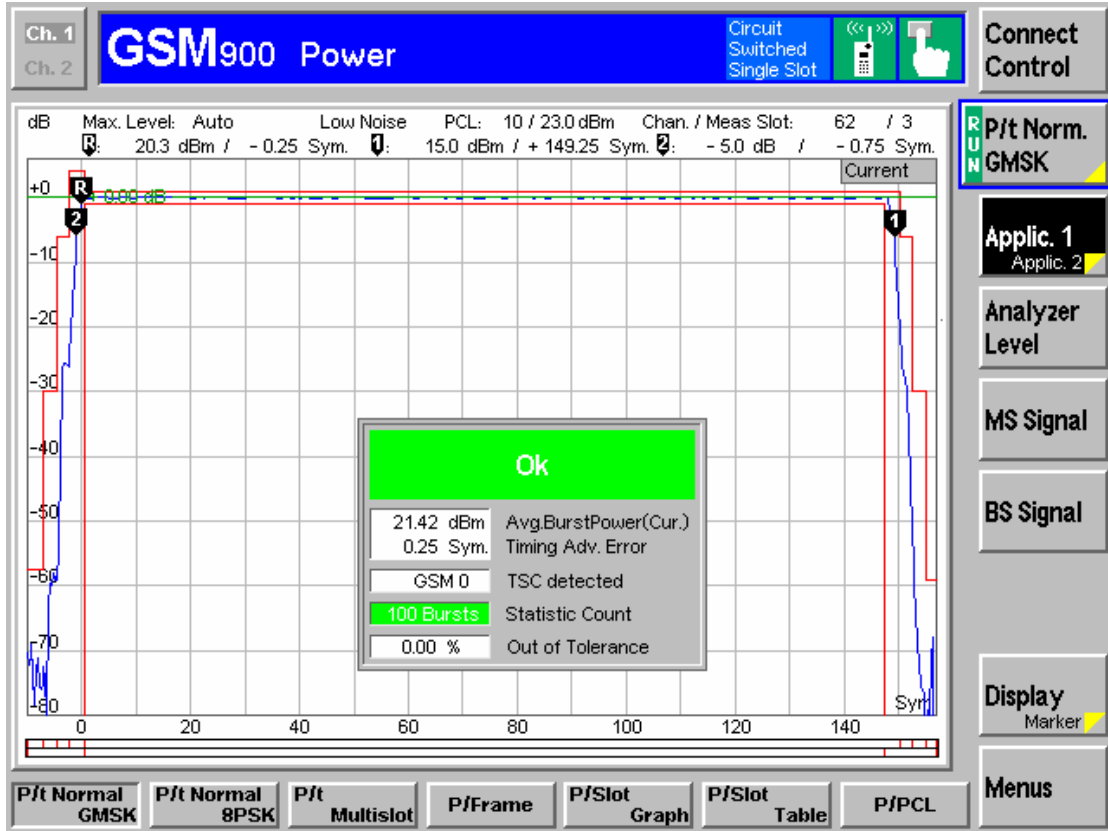 Ch. 1
Ch. 2
GSM900 Power
Circuit
Switched
Single Slot
Connect
Control
dB Max. Level: Auto Low Noise PCL: 10 / 23.0 dBm Chan. / Meas Slot: 62 / 3
R: 20.3 dBm / - 0.25 Sym. 1: 15.0 dBm / + 149.25 Sym. 2: - 5.0 dB / - 0.75 Sym.
Current
RUN
P/t Norm.
GMSK
Applic. 1
Applic. 2
Analyzer
Level
MS Signal
BS Signal
Display
Marker
Menus
+0
R
0.00 dB
2
1
-10
-20
-30
-40
-50
-60
-70
-80
Ok
21.42 dBm Avg.BurstPower(Cur.)
0.25 Sym. Timing Adv. Error
GSM 0 TSC detected
100 Bursts Statistic Count
0.00 % Out of Tolerance
Sym
0 20 40 60 80 100 120 140
P/t Normal
GMSK
P/t Normal
8PSK
P/t
Multislot
P/Frame
P/Slot
Graph
P/Slot
Table
P/PCL